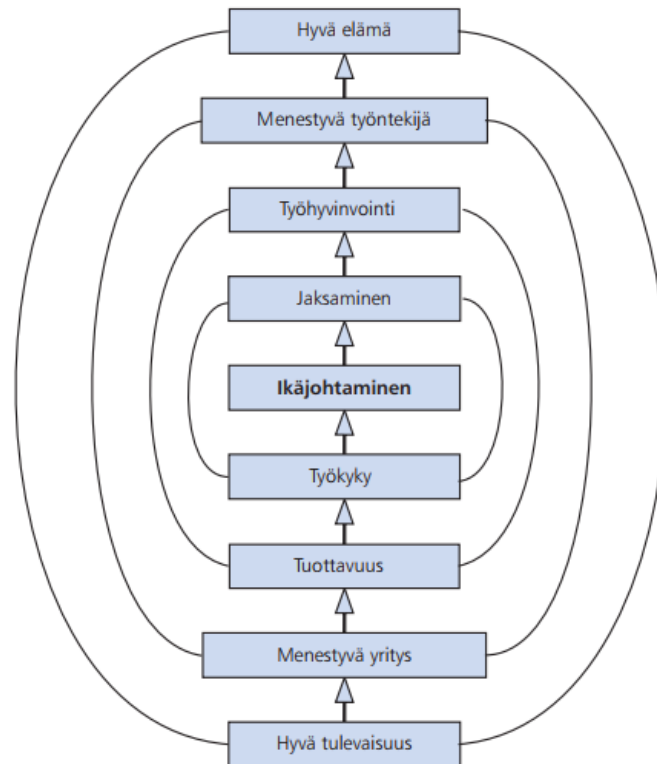 Hyvä elämä
Menestyvä työntekijä
Työhyvinvointi
Jaksaminen
Ikäjohtaminen
Työkyky
Tuottavuus
Menestyvä yritys
Hyvä tulevaisuus